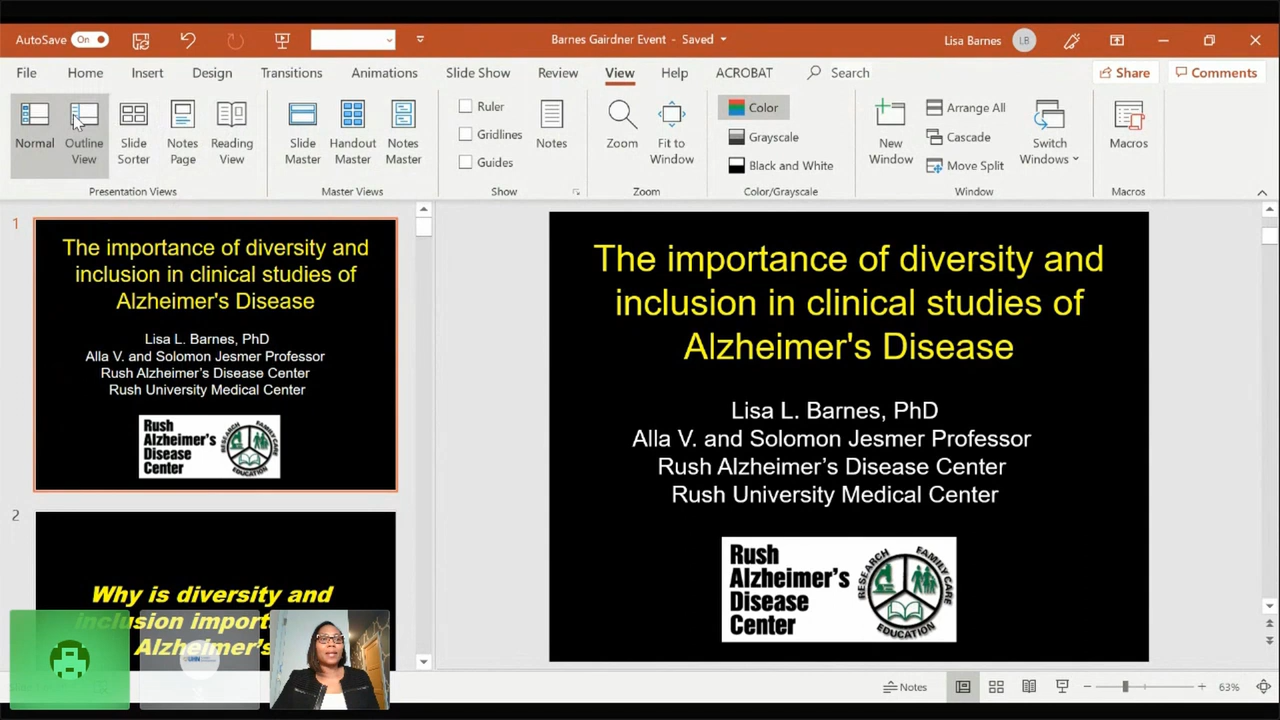 AutoSave On
Barnes Gairdner Event - Saved
Lisa Barnes LB
File Home Insert Design Transitions Animations Slide Show Review View Help ACROBAT Search Share Comments
Normal
Outline View
Slide Sorter
Notes Page
Reading View
Presentation Views
Slide Master
Handout Master
Notes Master
Master Views
Ruler
Gridlines
Guides
Show
Notes
Zoom
Fit to Window
Zoom
Color
Grayscale
Black and White
Color/Grayscale
New Window
Arrange All
Cascade
Move Split
Switch Windows
Window
Macros
Macros
1
The importance of diversity and
inclusion in clinical studies of
Alzheimer's Disease
Lisa L. Barnes, PhD
Alla V. and Solomon Jesmer Professor
Rush Alzheimer's Disease Center
Rush University Medical Center
Rush
Alzheimer's
Disease
Center
RESEARCH FAMILY CARE EDUCATION
2
Why is diversity and
Alzheimer's
The importance of diversity and
inclusion in clinical studies of
Alzheimer's Disease
Lisa L. Barnes, PhD
Alla V. and Solomon Jesmer Professor
Rush Alzheimer’s Disease Center
Rush University Medical Center
Rush
Alzheimer's
Disease
Center
RESEARCH FAMILY CARE EDUCATION
Notes
63%